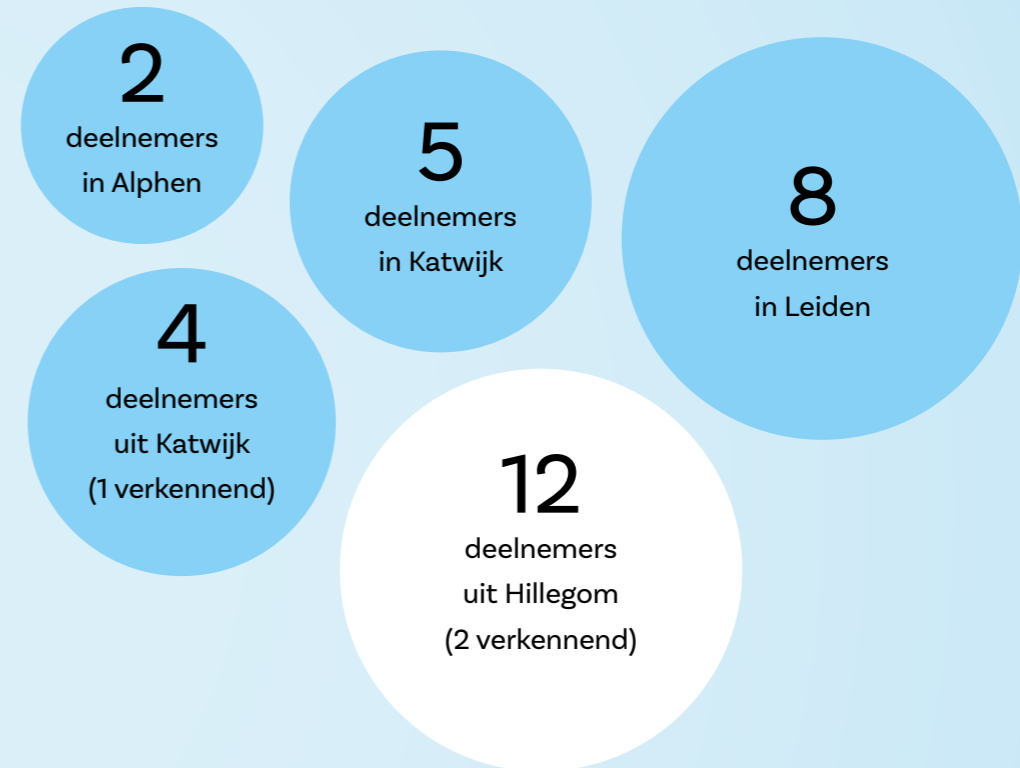 2
deelnemers
in Alphen
5
deelnemers
in Katwijk
8
deelnemers
in Leiden
4
deelnemers
uit Katwijk
(1 verkennend)
12
deelnemers
uit Hillegom
(2 verkennend)